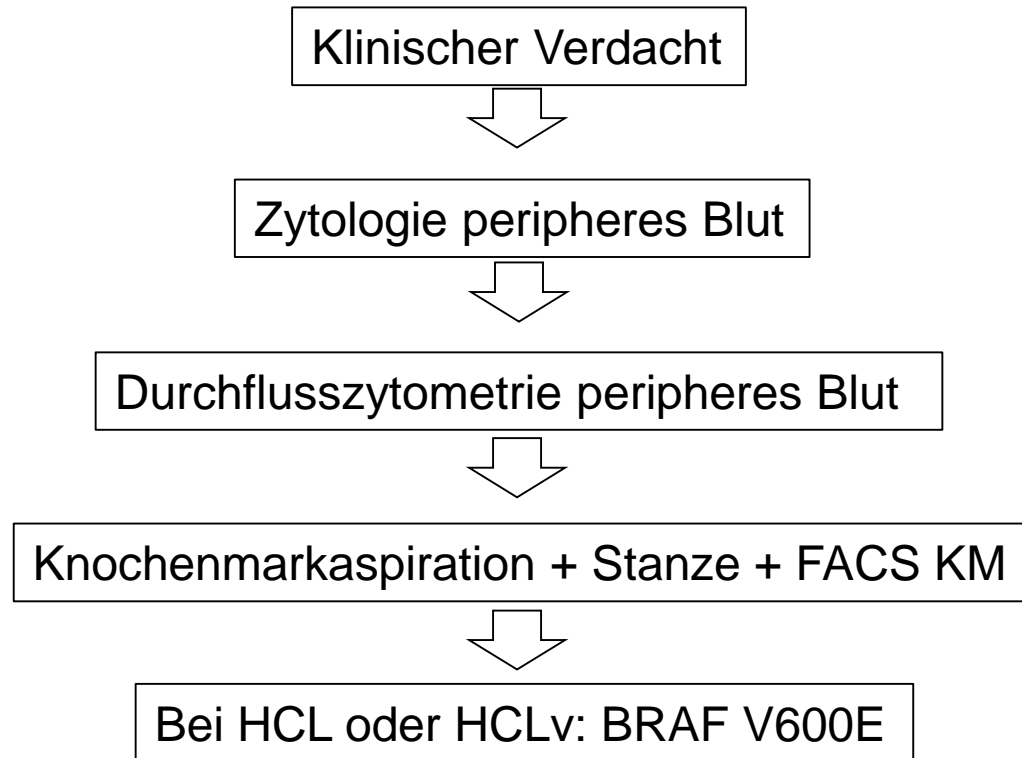 Klinischer Verdacht
Zytologie peripheres Blut
Durchflusszytometrie peripheres Blut
Knochenmarkaspiration + Stanze + FACS KM
Bei HCL oder HCLv: BRAF V600E